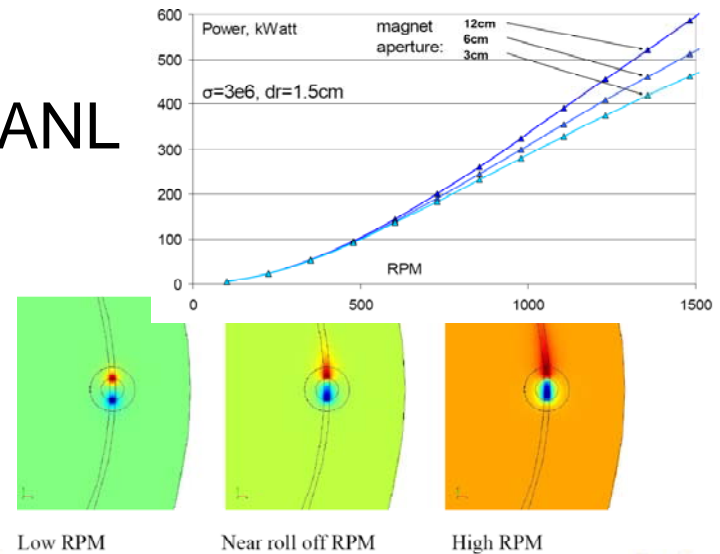 ANL
600
500
400
300
200
100
0
Power, kWatt
σ=3e6, dr=1.5cm
magnet
aperture:
12cm
6cm
3cm
RPM
0
500
1000
1500
Low RPM
Near roll off RPM
High RPM